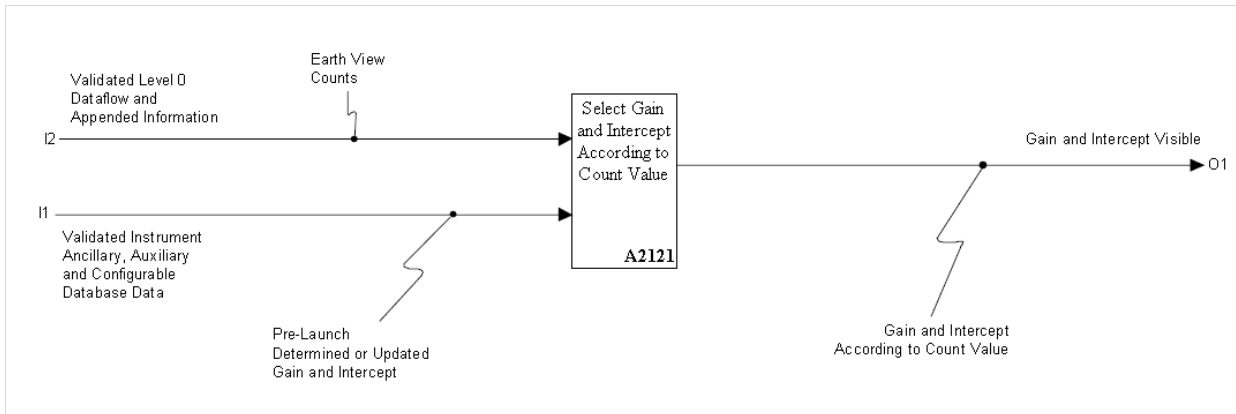 Earth View
Counts
Validated Level 0
Dataflow and
Appended Information
I2
Select Gain
and Intercept
According to
Count Value
A2121
Gain and Intercept Visible
O1
I1
Validated Instrument
Ancillary, Auxiliary
and Configurable
Database Data
Pre-Launch
Determined or Updated
Gain and Intercept
Gain and Intercept
According to Count Value